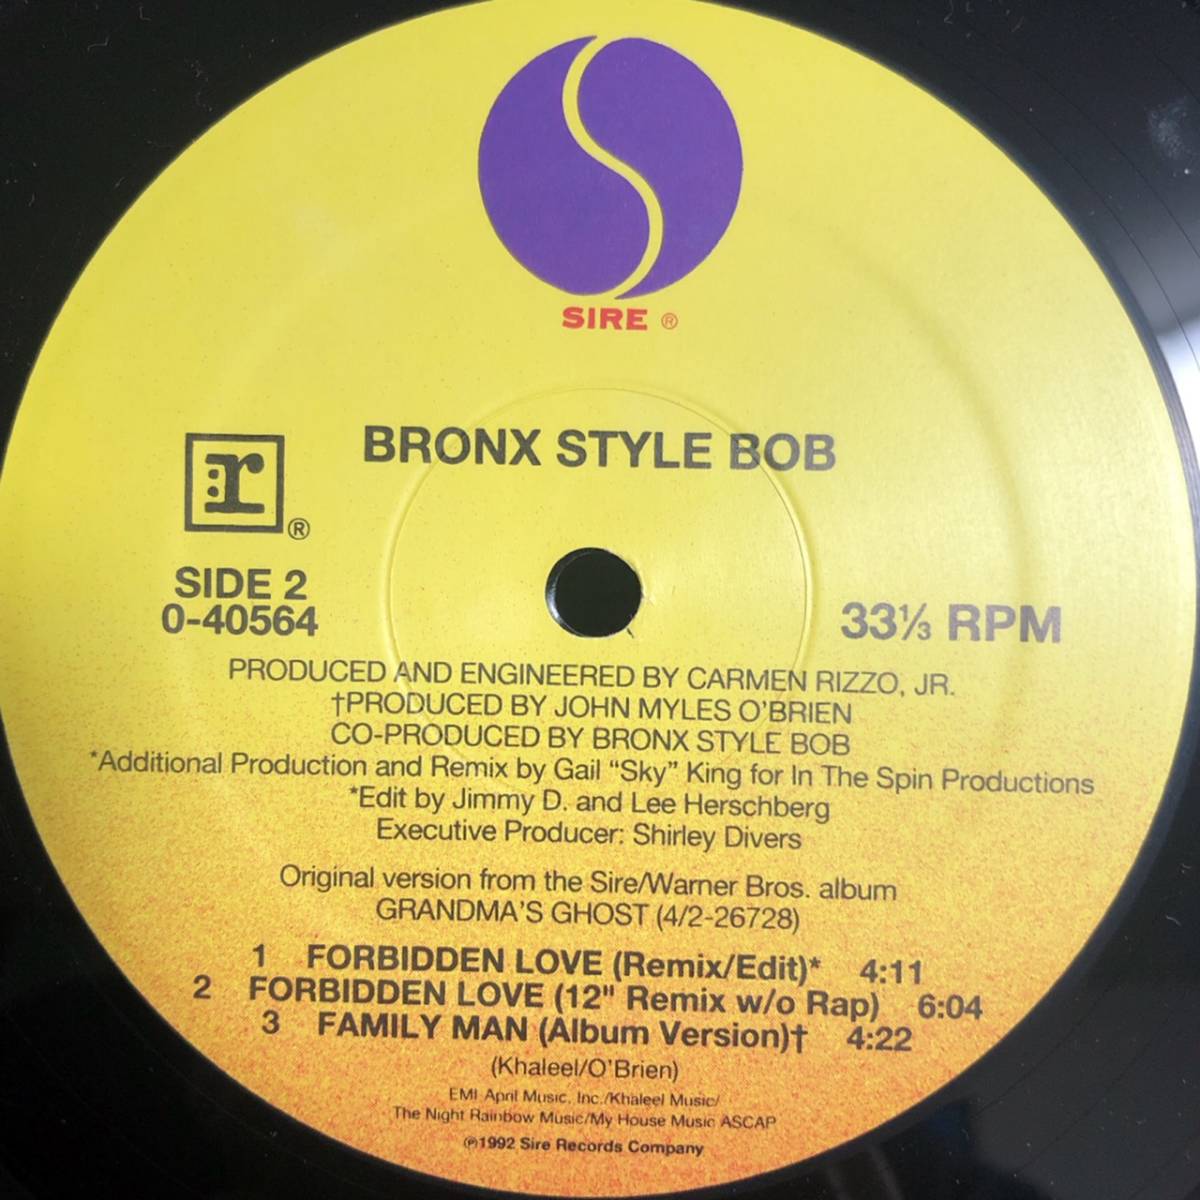 SIRE ®
BRONX STYLE BOB
r ®
SIDE 2
0-40564
33⅓ RPM
PRODUCED AND ENGINEERED BY CARMEN RIZZO, JR.
†PRODUCED BY JOHN MYLES O'BRIEN
CO-PRODUCED BY BRONX STYLE BOB
*Additional Production and Remix by Gail “Sky” King for In The Spin Productions
*Edit by Jimmy D. and Lee Herschberg
Executive Producer: Shirley Divers
Original version from the Sire/Warner Bros. album
GRANDMA'S GHOST (4/2-26728)
1 FORBIDDEN LOVE (Remix/Edit)* 4:11
2 FORBIDDEN LOVE (12" Remix w/o Rap) 6:04
3 FAMILY MAN (Album Version)† 4:22
(Khaleel/O'Brien)
EMI April Music, Inc./Khaleel Music/
The Night Rainbow Music/My House Music ASCAP
℗1992 Sire Records Company